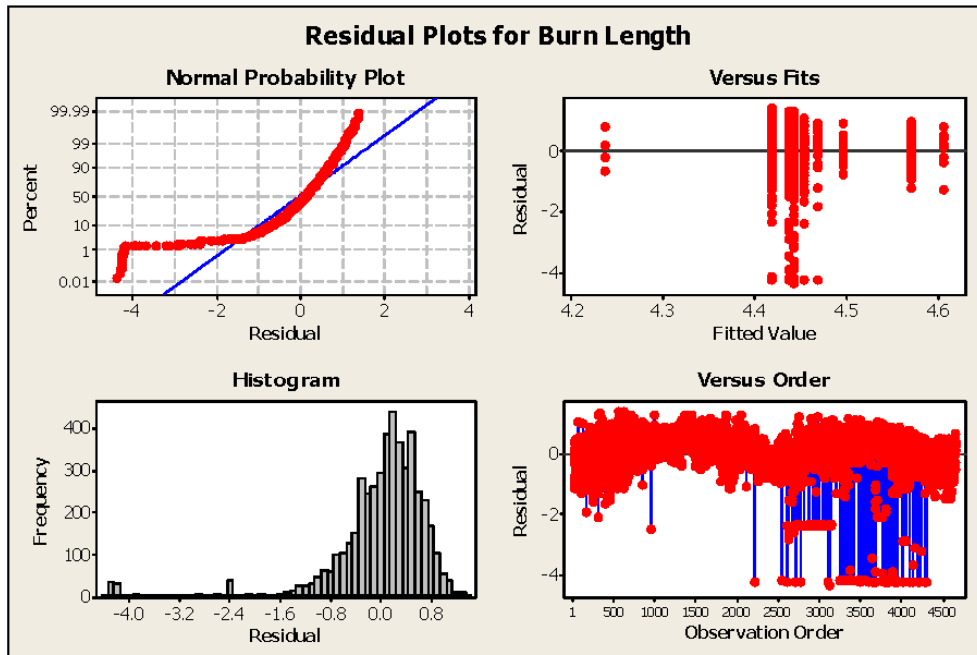 Residual Plots for Burn Length
Normal Probability Plot
Percent
99.99
99
90
50
10
1
0.01
-4 -2 0 2 4
Residual
Versus Fits
Residual
0
-2
-4
4.2 4.3 4.4 4.5 4.6
Fitted Value
Histogram
Frequency
400
300
200
100
0
-4.0 -3.2 -2.4 -1.6 -0.8 0.0 0.8
Residual
Versus Order
Residual
0
-2
-4
1 500 1000 1500 2000 2500 3000 3500 4000 4500
Observation Order